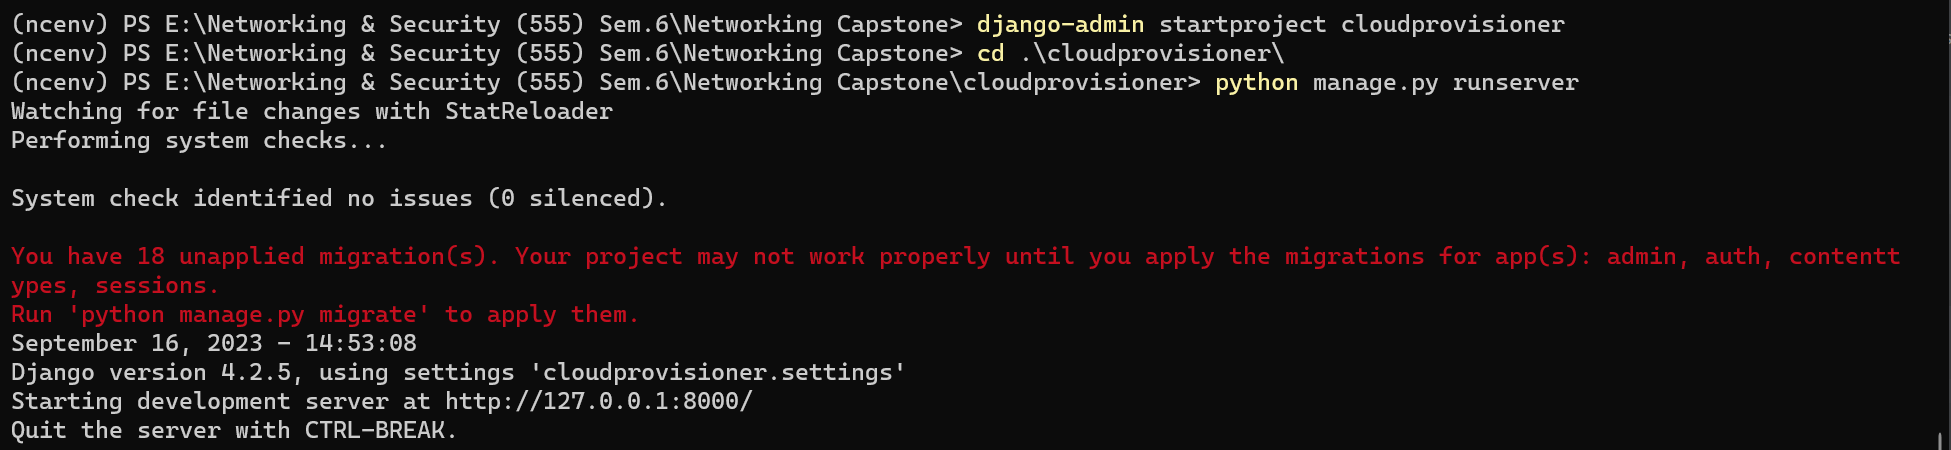 (ncenv) PS E:\Networking & Security (555) Sem.6\Networking Capstone> django-admin startproject cloudprovisioner
(ncenv) PS E:\Networking & Security (555) Sem.6\Networking Capstone> cd .\cloudprovisioner\
(ncenv) PS E:\Networking & Security (555) Sem.6\Networking Capstone\cloudprovisioner> python manage.py runserver
Watching for file changes with StatReloader
Performing system checks...
System check identified no issues (0 silenced).
You have 18 unapplied migration(s). Your project may not work properly until you apply the migrations for app(s): admin, auth, contentt
ypes, sessions.
Run 'python manage.py migrate' to apply them.
September 16, 2023 - 14:53:08
Django version 4.2.5, using settings 'cloudprovisioner.settings'
Starting development server at http://127.0.0.1:8000/
Quit the server with CTRL-BREAK.